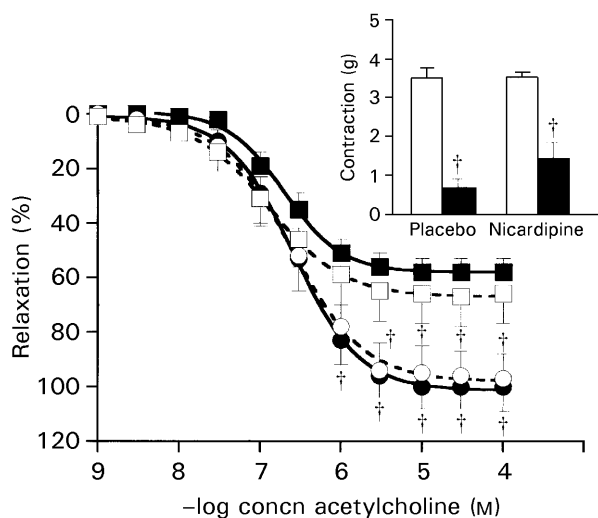 5
4
3
2
1
0
Contraction (g)
†
†
Placebo Nicardipine
0
20
40
60
80
100
120
Relaxation (%)
† † † †
† † † † †
9 8 7 6 5 4
–log concn acetylcholine (M)